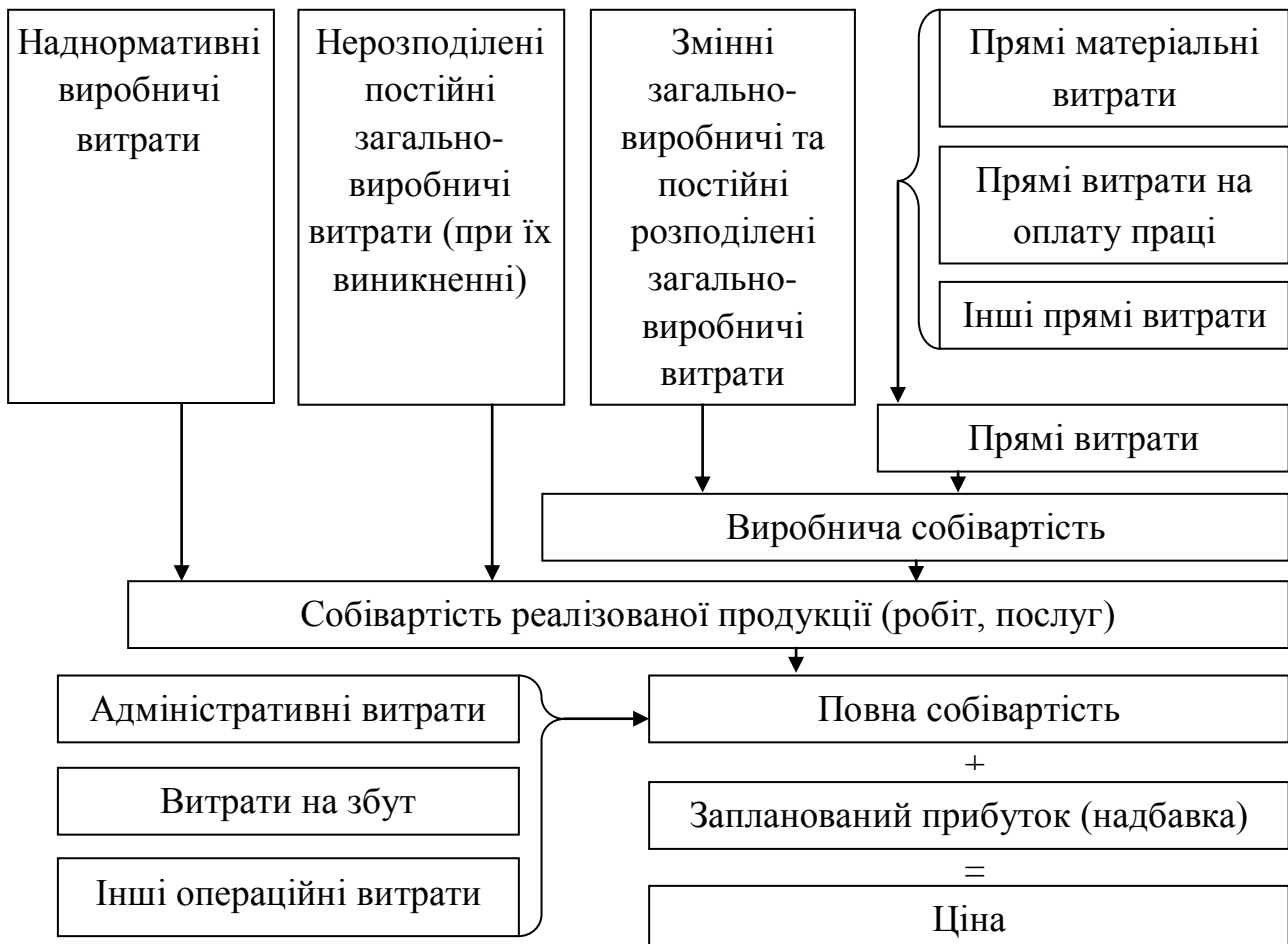 Наднормативні
виробничі
витрати
Нерозподілені
постійні
загально-
виробничі
витрати (при їх
виникненні)
Змінні
загально-
виробничі та
постійні
розподілені
загально-
виробничі
витрати
Прямі матеріальні
витрати
Прямі витрати на
оплату праці
Інші прямі витрати
Прямі витрати
Виробнича собівартість
Собівартість реалізованої продукції (робіт, послуг)
Адміністративні витрати
Витрати на збут
Інші операційні витрати
Повна собівартість
+
Запланований прибуток (надбавка)
=
Ціна